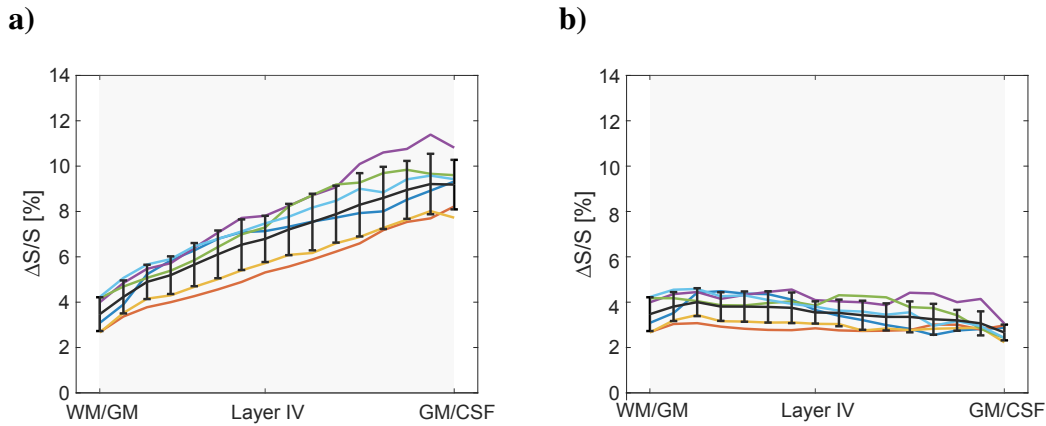 a)
ΔS/S [%]
14
12
10
8
6
4
2
0
WM/GM
Layer IV
GM/CSF
b)
ΔS/S [%]
14
12
10
8
6
4
2
0
WM/GM
Layer IV
GM/CSF